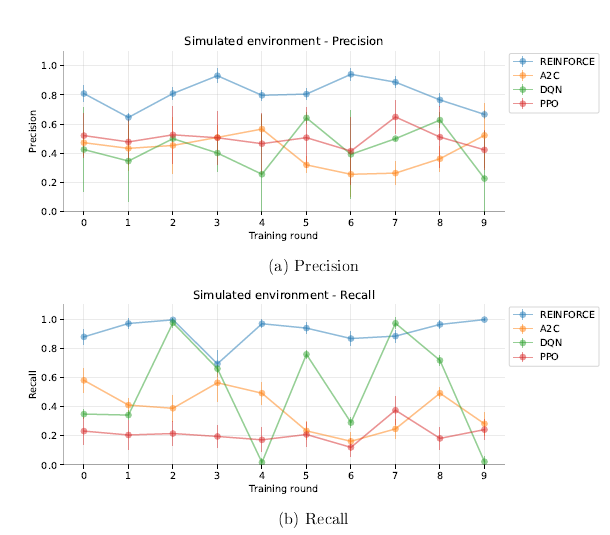 Simulated environment - Precision
1.0
0.8
0.6
0.4
0.2
0.0
Precision
0 1 2 3 4 5 6 7 8 9
Training round
REINFORCE
A2C
DQN
PPO
(a) Precision
Simulated environment - Recall
1.0
0.8
0.6
0.4
0.2
0.0
Recall
0 1 2 3 4 5 6 7 8 9
Training round
REINFORCE
A2C
DQN
PPO
(b) Recall